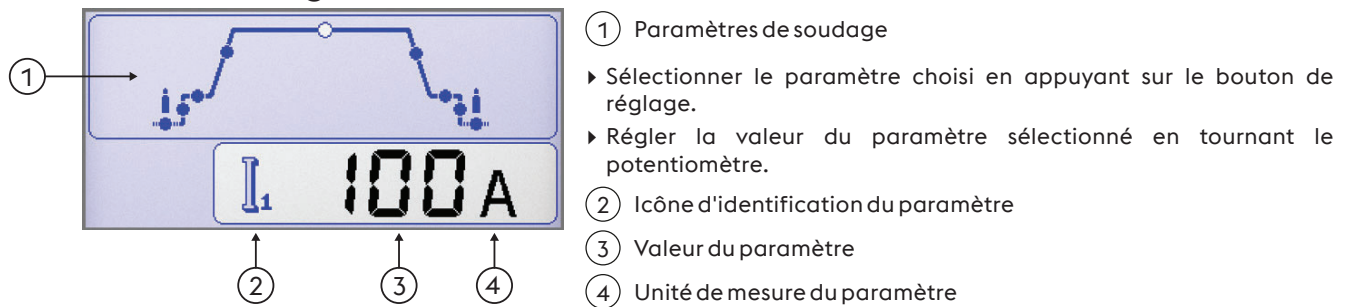 1 Paramètres de soudage
▸ Sélectionner le paramètre choisi en appuyant sur le bouton de
réglage.
▸ Régler la valeur du paramètre sélectionné en tournant le
potentiomètre.
2 Icône d'identification du paramètre
3 Valeur du paramètre
4 Unité de mesure du paramètre
1
I1 100 A
2 3 4